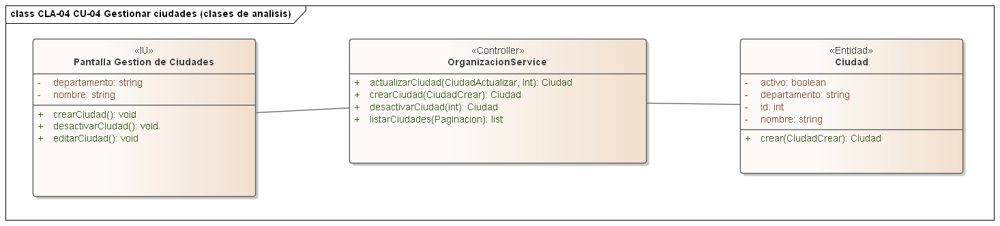 class CLA-04 CU-04 Gestionar ciudades (clases de analisis)
«IU»
Pantalla Gestion de Ciudades
- departamento: string
- nombre: string
+ crearCiudad(): void
+ desactivarCiudad(): void
+ editarCiudad(): void
«Controller»
OrganizacionService
+ actualizarCiudad(CiudadActualizar, int): Ciudad
+ crearCiudad(CiudadCrear): Ciudad
+ desactivarCiudad(int): Ciudad
+ listarCiudades(Paginacion): list
«Entidad»
Ciudad
- activo: boolean
- departamento: string
- id: int
- nombre: string
+ crear(CiudadCrear): Ciudad